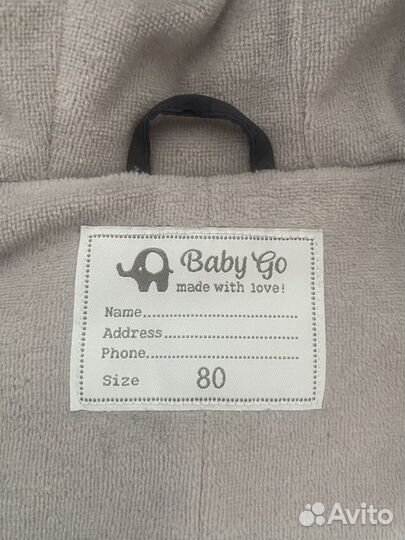 Baby Go
made with love!
Name
Address
Phone
Size 80
Avito